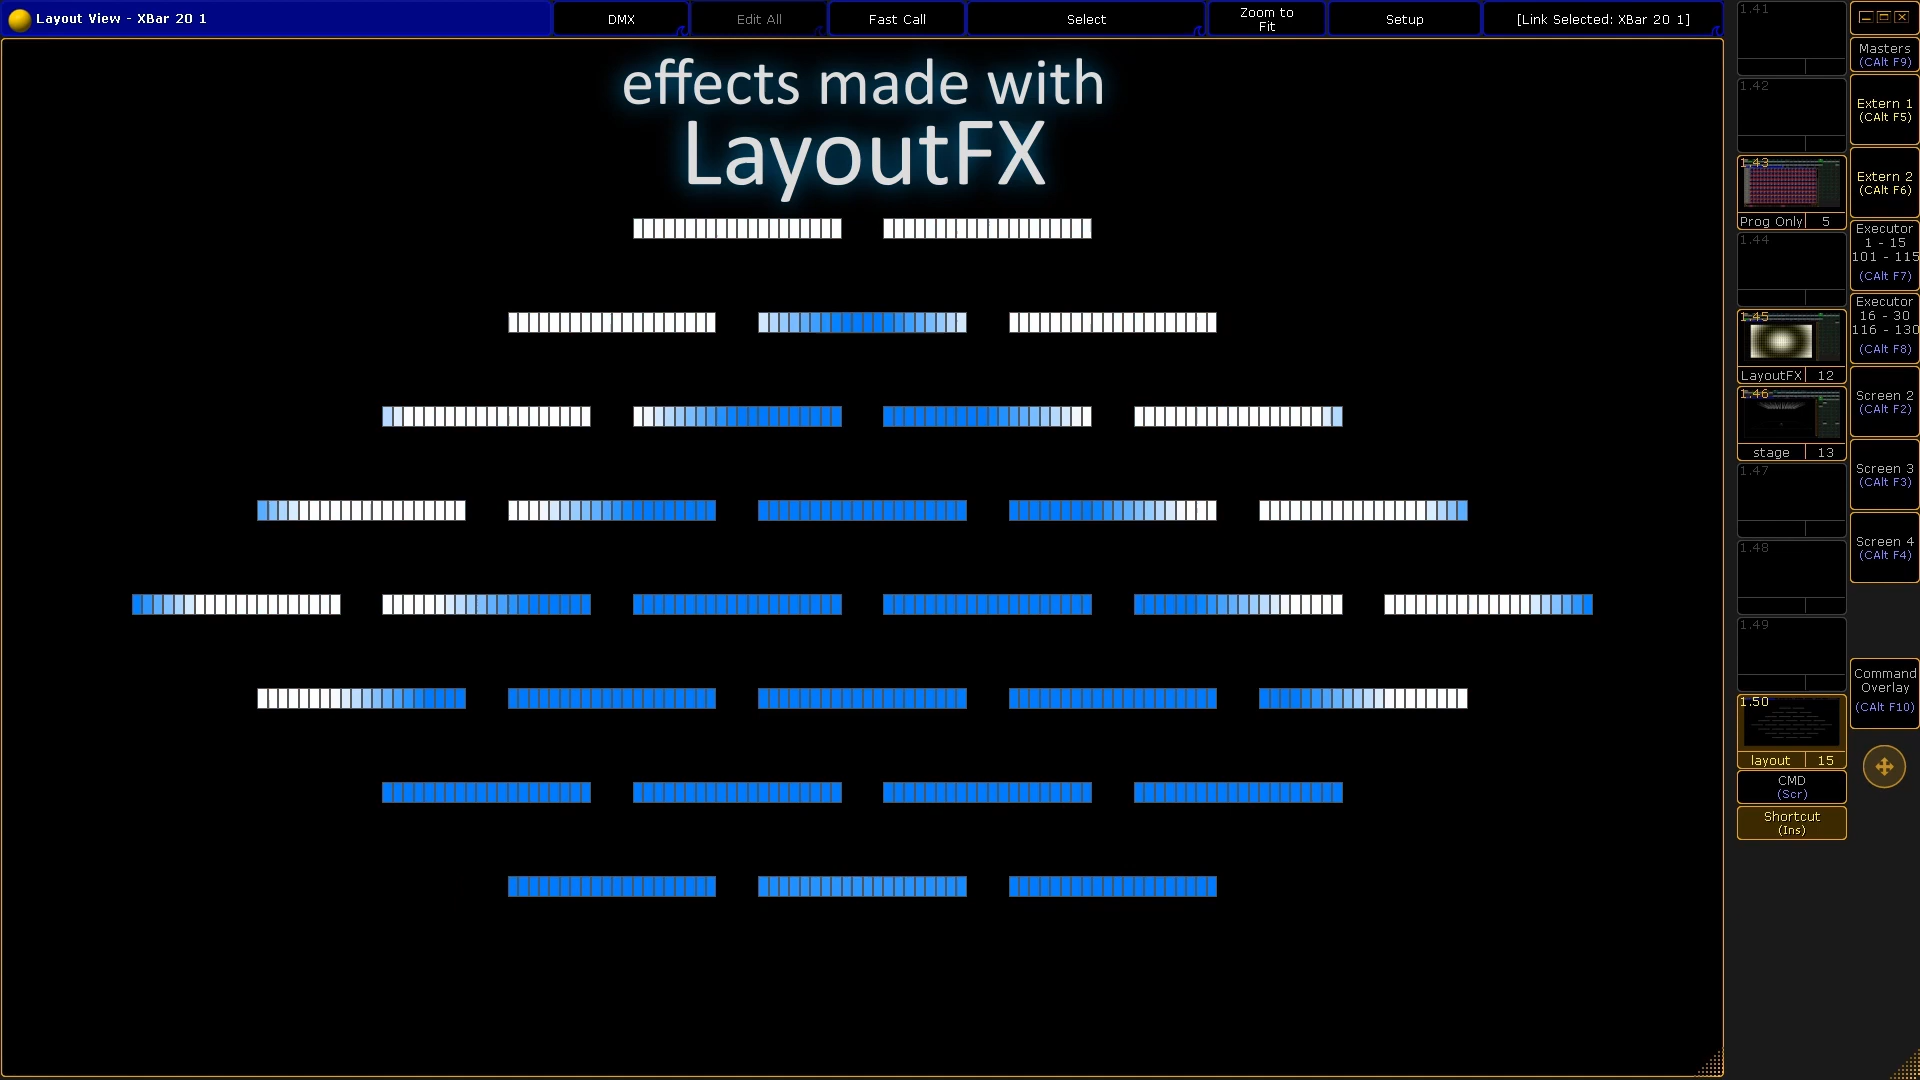 Layout View - XBar 20 1
DMX
Edit All
Fast Call
Select
Zoom to
Fit
Setup
[Link Selected: XBar 20 1]
effects made with
LayoutFX
1.41
1.42
1.43
Prog Only 5
1.44
1.45
LayoutFX 12
1.46
stage 13
1.47
1.48
1.49
1.50
layout 15
CMD
(Scr)
Shortcut
(Ins)
Masters
(CAlt F9)
Extern 1
(CAlt F5)
Extern 2
(CAlt F6)
Executor
1 - 15
101 - 115
(CAlt F7)
Executor
16 - 30
116 - 130
(CAlt F8)
Screen 2
(CAlt F2)
Screen 3
(CAlt F3)
Screen 4
(CAlt F4)
Command
Overlay
(CAlt F10)